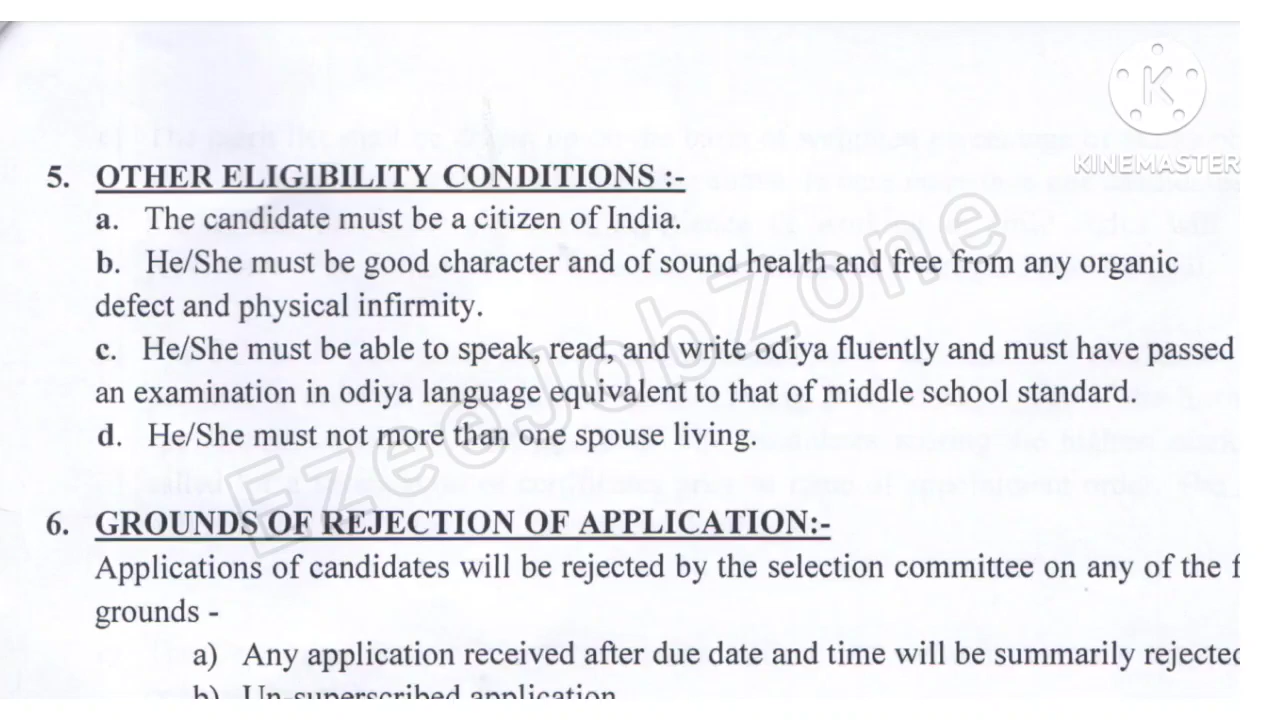 KINEMASTER
5. OTHER ELIGIBILITY CONDITIONS :-
a. The candidate must be a citizen of India.
b. He/She must be good character and of sound health and free from any organic
defect and physical infirmity.
c. He/She must be able to speak, read, and write odiya fluently and must have passed
an examination in odiya language equivalent to that of middle school standard.
d. He/She must not more than one spouse living.
EzeeJobZone
6. GROUNDS OF REJECTION OF APPLICATION:-
Applications of candidates will be rejected by the selection committee on any of the f
grounds -
a) Any application received after due date and time will be summarily rejected
b) Un-superscribed application